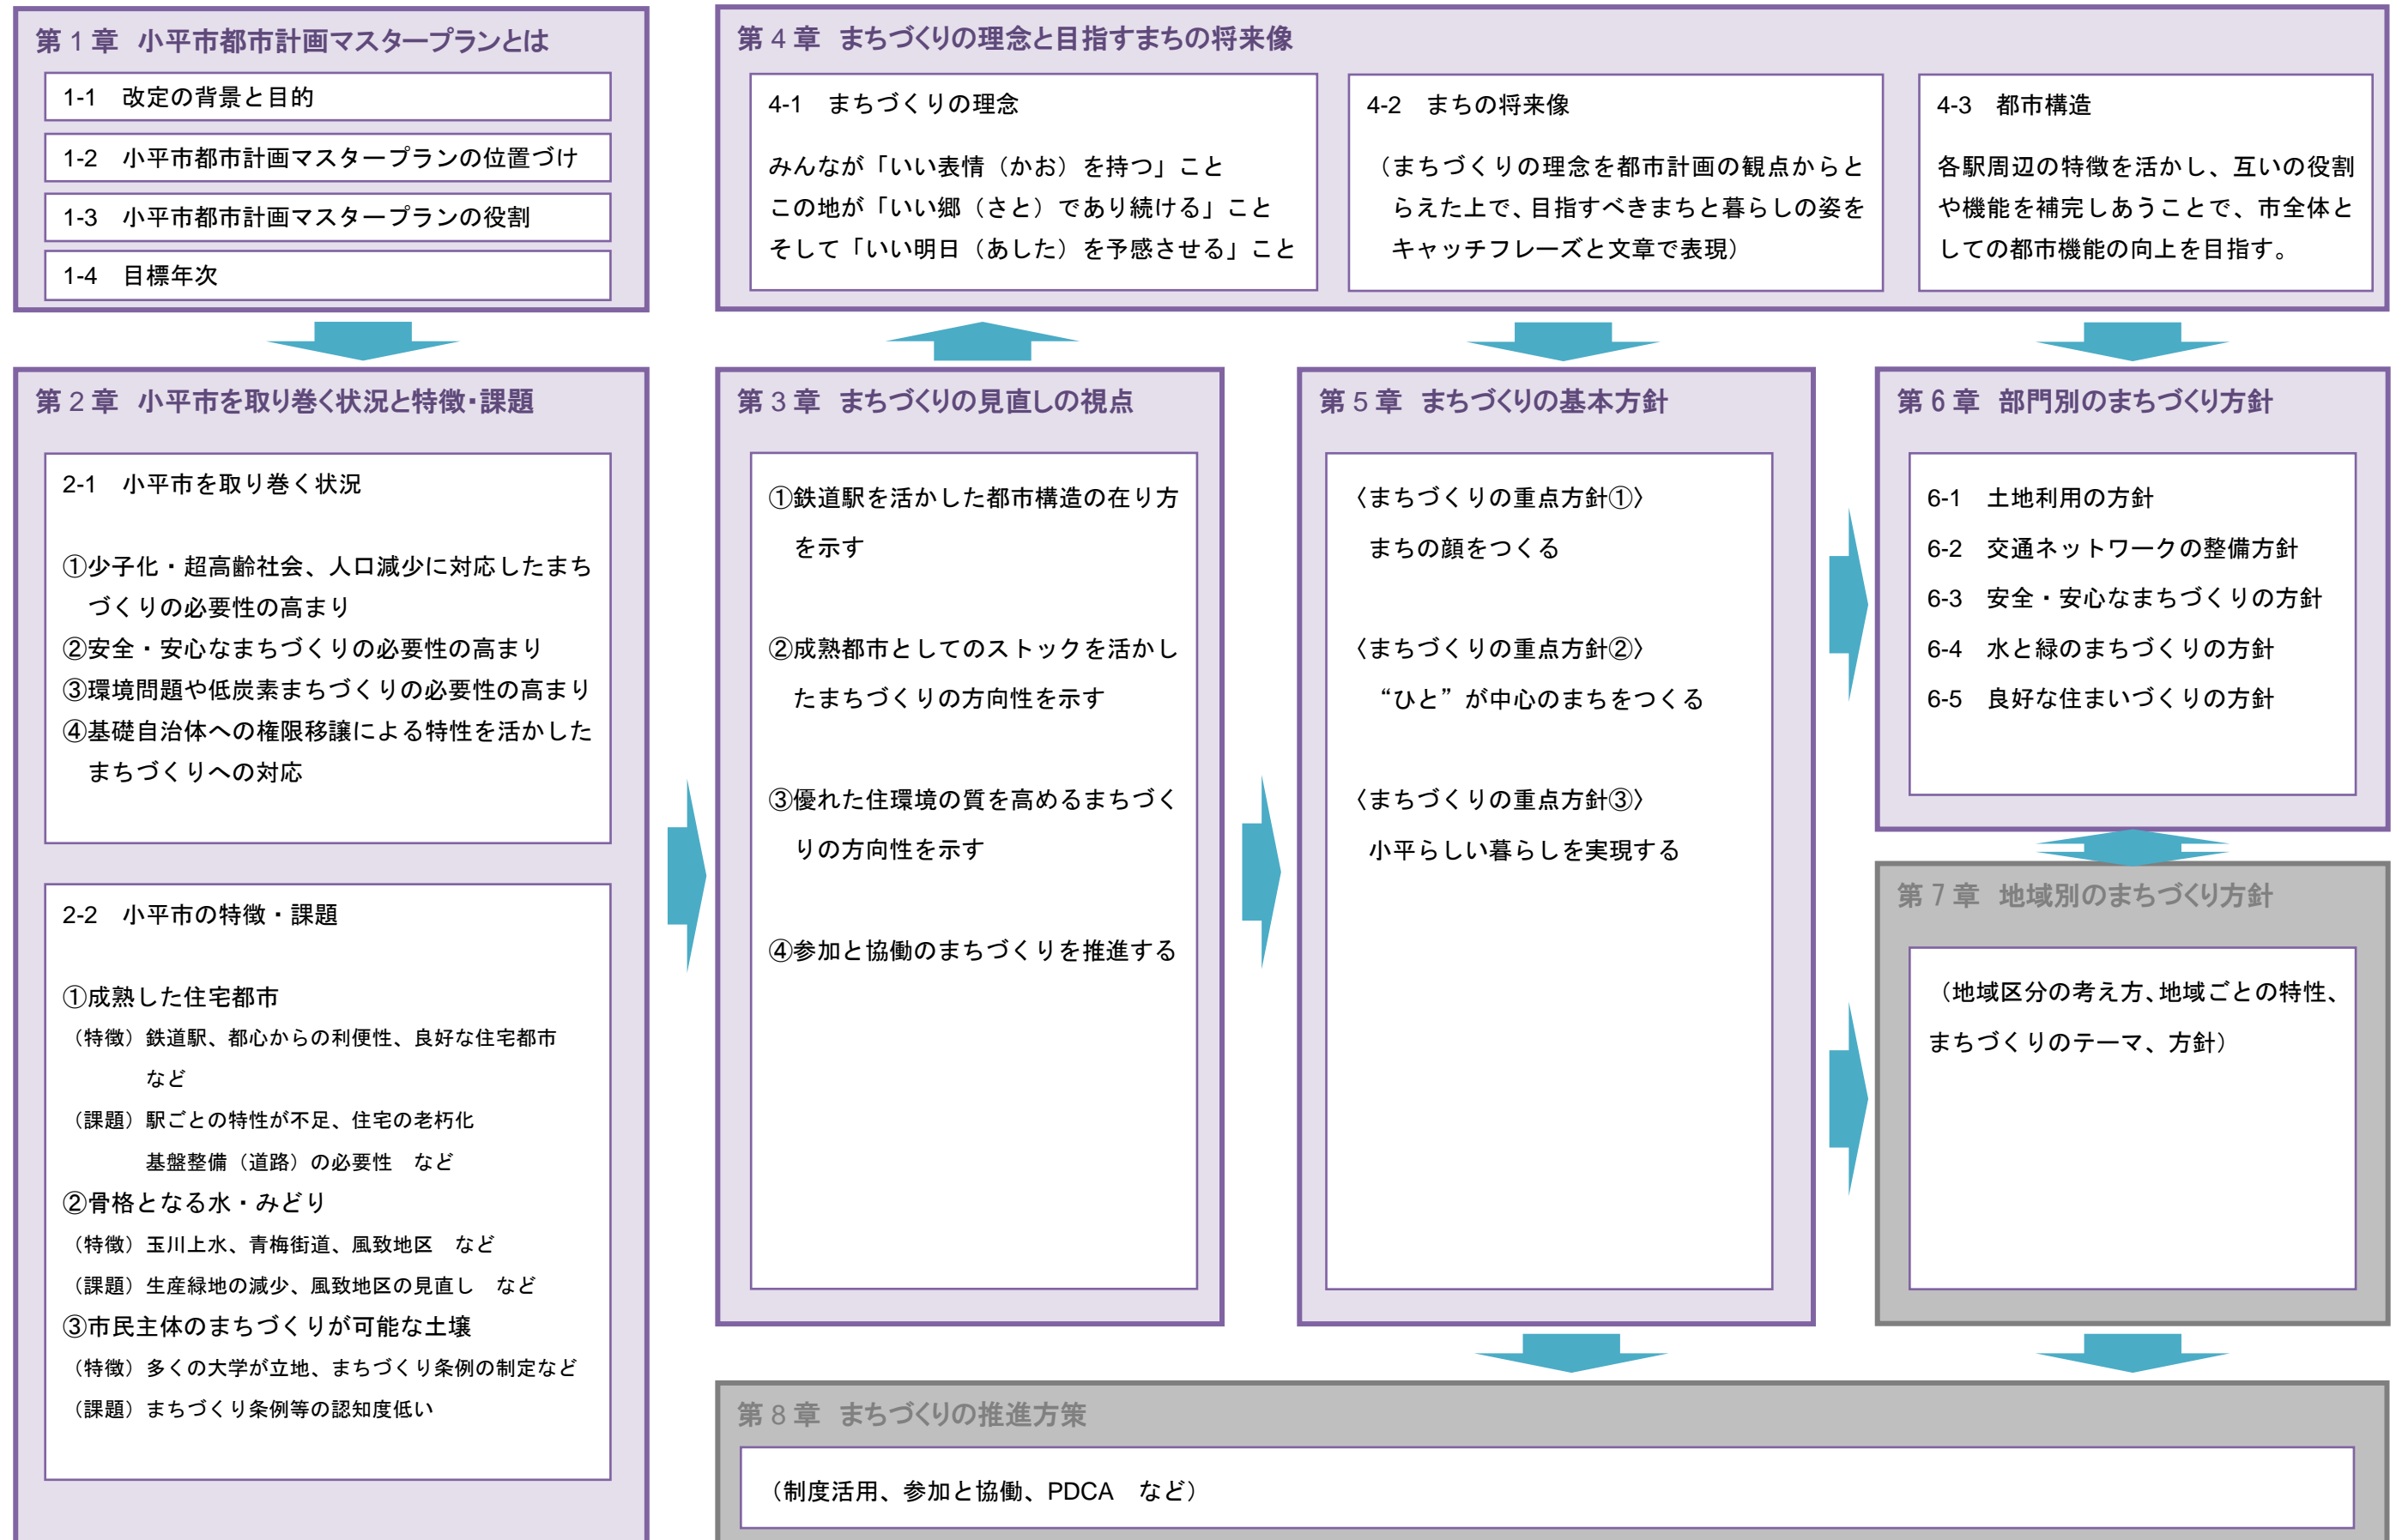 第1章 小平市都市計画マスタープランとは
1-1 改定の背景と目的
1-2 小平市都市計画マスタープランの位置づけ
1-3 小平市都市計画マスタープランの役割
1-4 目標年次
第2章 小平市を取り巻く状況と特徴・課題
2-1 小平市を取り巻く状況
①少子化・超高齢社会、人口減少に対応したまち
づくりの必要性の高まり
②安全・安心なまちづくりの必要性の高まり
③環境問題や低炭素まちづくりの必要性の高まり
④基礎自治体への権限移譲による特性を活かした
まちづくりへの対応
2-2 小平市の特徴・課題
①成熟した住宅都市
（特徴）鉄道駅、都心からの利便性、良好な住宅都市
など
（課題）駅ごとの特性が不足、住宅の老朽化
基盤整備（道路）の必要性 など
②骨格となる水・みどり
（特徴）玉川上水、青梅街道、風致地区 など
（課題）生産緑地の減少、風致地区の見直し など
③市民主体のまちづくりが可能な土壌
（特徴）多くの大学が立地、まちづくり条例の制定など
（課題）まちづくり条例等の認知度低い
第4章 まちづくりの理念と目指すまちの将来像
4-1 まちづくりの理念
みんなが「いい表情（かお）を持つ」こと
この地が「いい郷（さと）であり続ける」こと
そして「いい明日（あした）を予感させる」こと
4-2 まちの将来像
（まちづくりの理念を都市計画の観点からと
らえた上で、目指すべきまちと暮らしの姿を
キャッチフレーズと文章で表現）
4-3 都市構造
各駅周辺の特徴を活かし、互いの役割
や機能を補完しあうことで、市全体と
しての都市機能の向上を目指す。
第3章 まちづくりの見直しの視点
①鉄道駅を活かした都市構造の在り方
を示す
②成熟都市としてのストックを活かし
たまちづくりの方向性を示す
③優れた住環境の質を高めるまちづく
りの方向性を示す
④参加と協働のまちづくりを推進する
第5章 まちづくりの基本方針
〈まちづくりの重点方針①〉
まちの顔をつくる
〈まちづくりの重点方針②〉
“ひと”が中心のまちをつくる
〈まちづくりの重点方針③〉
小平らしい暮らしを実現する
第6章 部門別のまちづくり方針
6-1 土地利用の方針
6-2 交通ネットワークの整備方針
6-3 安全・安心なまちづくりの方針
6-4 水と緑のまちづくりの方針
6-5 良好な住まいづくりの方針
第7章 地域別のまちづくり方針
（地域区分の考え方、地域ごとの特性、
まちづくりのテーマ、方針）
第8章 まちづくりの推進方策
（制度活用、参加と協働、PDCA など）